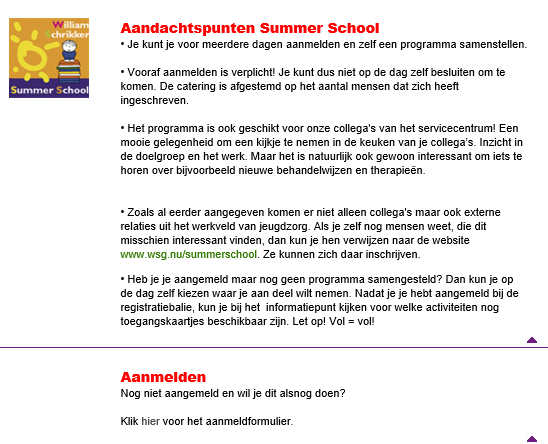 William
Schrikker
Summer School
Aandachtspunten Summer School
• Je kunt je voor meerdere dagen aanmelden en zelf een programma samenstellen.
• Vooraf aanmelden is verplicht! Je kunt dus niet op de dag zelf besluiten om te
komen. De catering is afgestemd op het aantal mensen dat zich heeft
ingeschreven.
• Het programma is ook geschikt voor onze collega's van het servicecentrum! Een
mooie gelegenheid om een kijkje te nemen in de keuken van je collega's. Inzicht in
de doelgroep en het werk. Maar het is natuurlijk ook gewoon interessant om iets te
horen over bijvoorbeeld nieuwe behandelwijzen en therapieën.
• Zoals al eerder aangegeven komen er niet alleen collega's maar ook externe
relaties uit het werkveld van jeugdzorg. Als je zelf nog mensen weet, die dit
misschien interessant vinden, dan kun je hen verwijzen naar de website
www.wsg.nu/summerschool. Ze kunnen zich daar inschrijven.
• Heb je je aangemeld maar nog geen programma samengesteld? Dan kun je op
de dag zelf kiezen waar je aan deel wilt nemen. Nadat je je hebt aangemeld bij de
registratiebalie, kun je bij het informatiepunt kijken voor welke activiteiten nog
toegangskaartjes beschikbaar zijn. Let op! Vol = vol!
Aanmelden
Nog niet aangemeld en wil je dit alsnog doen?
Klik hier voor het aanmeldformulier.